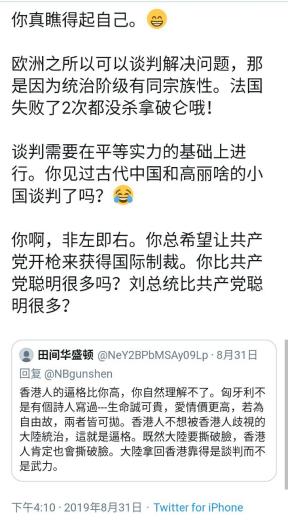 你真瞧得起自己。😄
欧洲之所以可以谈判解决问题，那
是因为统治阶级有同宗族性。法国
失败了2次都没杀拿破仑哦！
谈判需要在平等实力的基础上进
行。你见过古代中国和高丽啥的小
国谈判了吗？😂
你啊，非左即右。你总希望让共产
党开枪来获得国际制裁。你比共产
党聪明很多吗？刘总统比共产党聪
明很多？
田间华盛顿 @NeY2BPbMSAy09Lp · 8月31日
回复 @NBgunshen
香港人的逼格比你高，你自然理解不了。匈牙利不
是有個詩人寫過---生命誠可貴，愛情價更高，若為
自由故，兩者皆可拋。香港人不想被香港人歧視的
大陸統治，這就是逼格。既然大陸要撕破臉，香港
人肯定也會撕破臉。大陸拿回香港靠得是談判而不
是武力。
下午4:10 · 2019年8月31日 · Twitter for iPhone